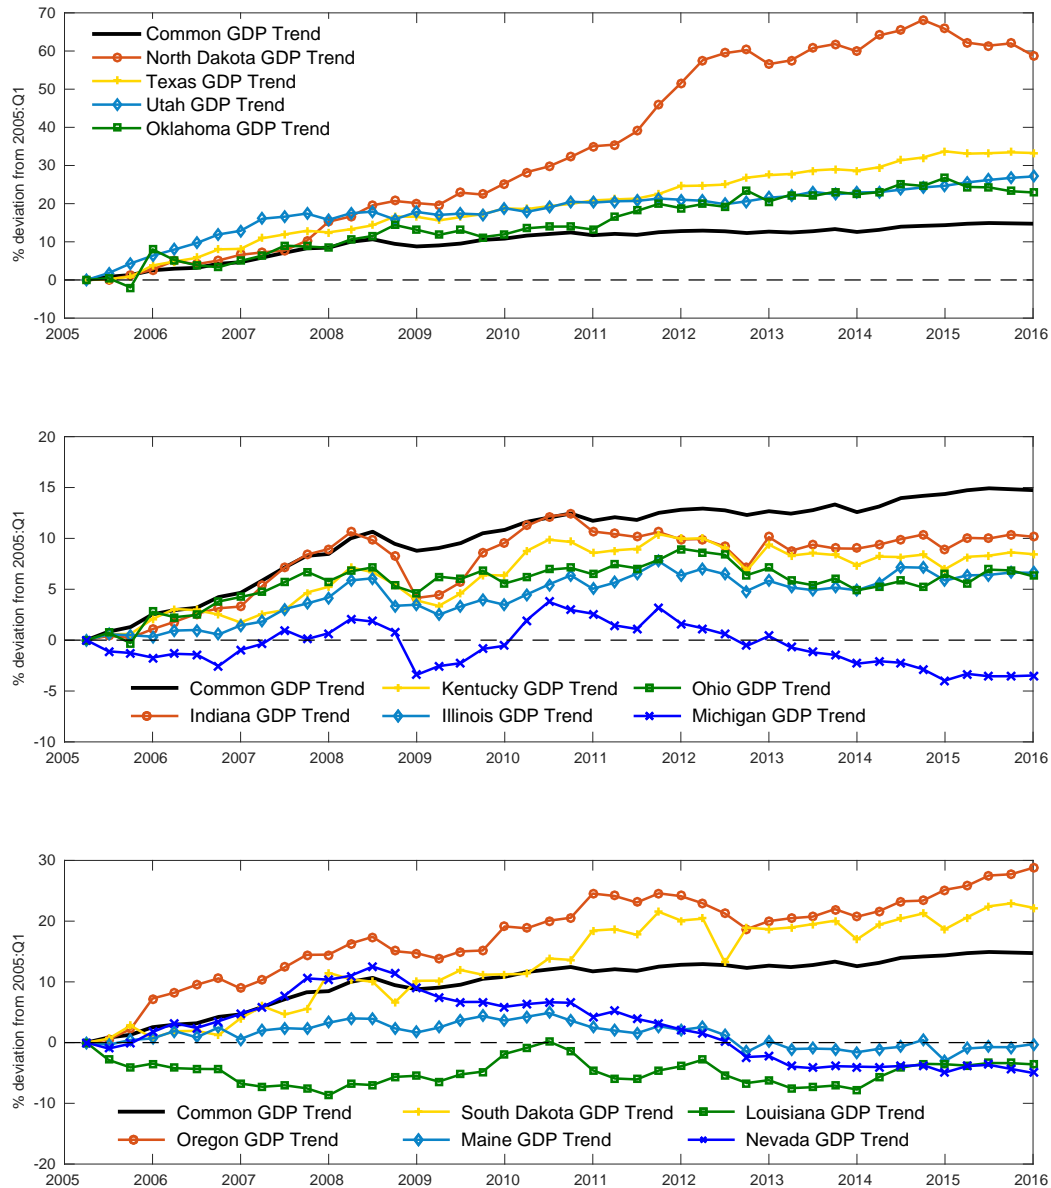 70
60
50
40
30
20
10
0
-10
% deviation from 2005:Q1
Common GDP Trend
North Dakota GDP Trend
Texas GDP Trend
Utah GDP Trend
Oklahoma GDP Trend
2005 2006 2007 2008 2009 2010 2011 2012 2013 2014 2015 2016
20
15
10
5
0
-5
-10
% deviation from 2005:Q1
Common GDP Trend Kentucky GDP Trend Ohio GDP Trend
Indiana GDP Trend Illinois GDP Trend Michigan GDP Trend
2005 2006 2007 2008 2009 2010 2011 2012 2013 2014 2015 2016
30
20
10
0
-10
-20
% deviation from 2005:Q1
Common GDP Trend South Dakota GDP Trend Louisiana GDP Trend
Oregon GDP Trend Maine GDP Trend Nevada GDP Trend
2005 2006 2007 2008 2009 2010 2011 2012 2013 2014 2015 2016